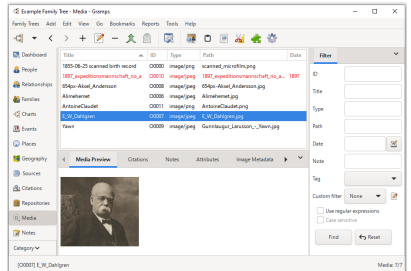 Example Family Tree - Media - Gramps
Family Trees Add Edit View Go Bookmarks Reports Tools Help
Dashboard
People
Relationships
Families
Charts
Events
Places
Geography
Sources
Citations
Repositories
Media
Notes
Category
Title ID Type Path Date
1855-06-25 scanned birth record O0000 image/png scanned_microfilm.png
1897_expeditionsmannschaft_rio_a O0010 image/jpeg 1897_expeditionsmannschaft_rio_a... 1897
654px-Aksel_Andersson O0008 image/jpeg 654px-Aksel_Andersson.jpg
Alimehemet O0006 image/jpeg Alimehemet.jpg
AntoineClaudet O0011 image/jpeg AntoineClaudet.png
E_W_Dahlgren O0007 image/jpeg E_W_Dahlgren.jpg
Yawn O0009 image/jpeg Gunnlaugur_Larusson_-_Yawn.jpg
Media Preview Citations Notes Attributes Image Metadata
Filter
ID
Title
Type
Path
Date
Note
Tag
Custom filter None
Use regular expressions
Case sensitive
Find Reset
[O0007] E_W_Dahlgren
Media: 7/7